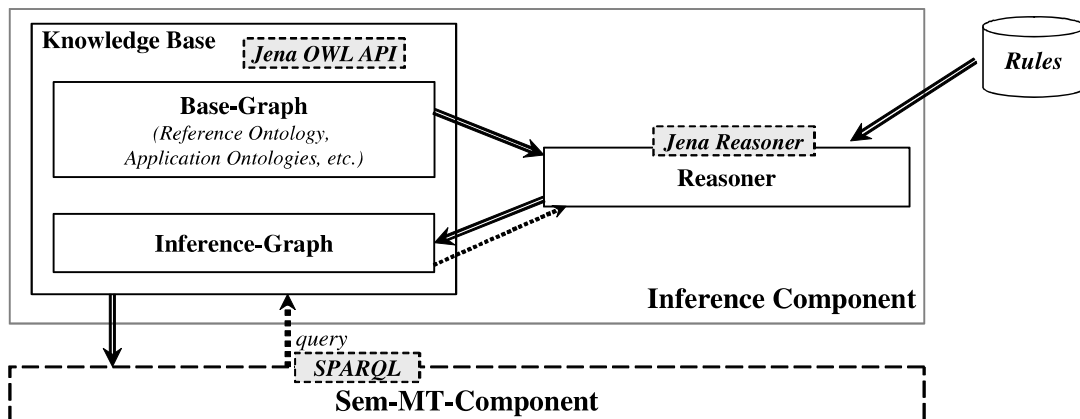 Knowledge Base
Jena OWL API
Base-Graph
(Reference Ontology,
Application Ontologies, etc.)
Inference-Graph
Rules
Jena Reasoner
Reasoner
Inference Component
query
SPARQL
Sem-MT-Component